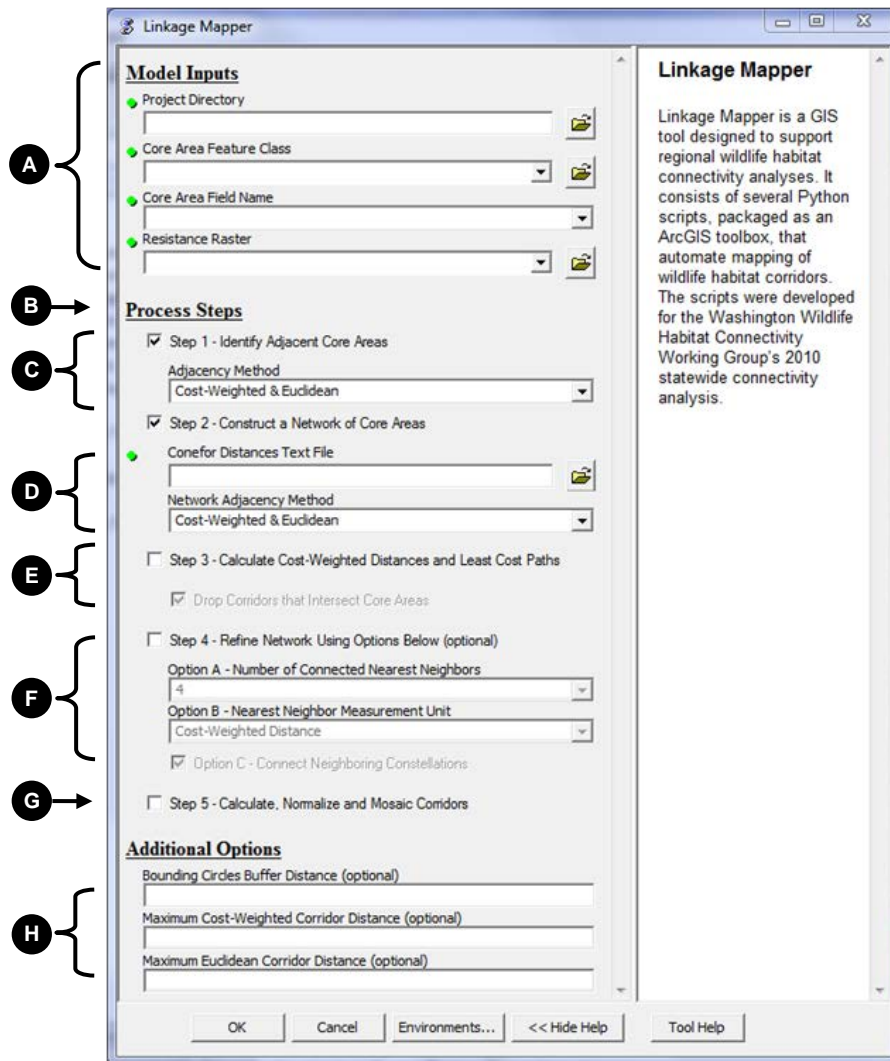 Linkage Mapper
Model Inputs
Project Directory
Core Area Feature Class
Core Area Field Name
Resistance Raster
A
B
Process Steps
Step 1 - Identify Adjacent Core Areas
Adjacency Method
Cost-Weighted & Euclidean
C
Step 2 - Construct a Network of Core Areas
Conefor Distances Text File
Network Adjacency Method
Cost-Weighted & Euclidean
D
Step 3 - Calculate Cost-Weighted Distances and Least Cost Paths
Drop Corridors that Intersect Core Areas
E
Step 4 - Refine Network Using Options Below (optional)
Option A - Number of Connected Nearest Neighbors
4
Option B - Nearest Neighbor Measurement Unit
Cost-Weighted Distance
Option C - Connect Neighboring Constellations
F
G
Step 5 - Calculate, Normalize and Mosaic Corridors
Additional Options
Bounding Circles Buffer Distance (optional)
Maximum Cost-Weighted Corridor Distance (optional)
Maximum Euclidean Corridor Distance (optional)
H
Linkage Mapper
Linkage Mapper is a GIS
tool designed to support
regional wildlife habitat
connectivity analyses. It
consists of several Python
scripts, packaged as an
ArcGIS toolbox, that
automate mapping of
wildlife habitat corridors.
The scripts were developed
for the Washington Wildlife
Habitat Connectivity
Working Group's 2010
statewide connectivity
analysis.
OK
Cancel
Environments...
<< Hide Help
Tool Help